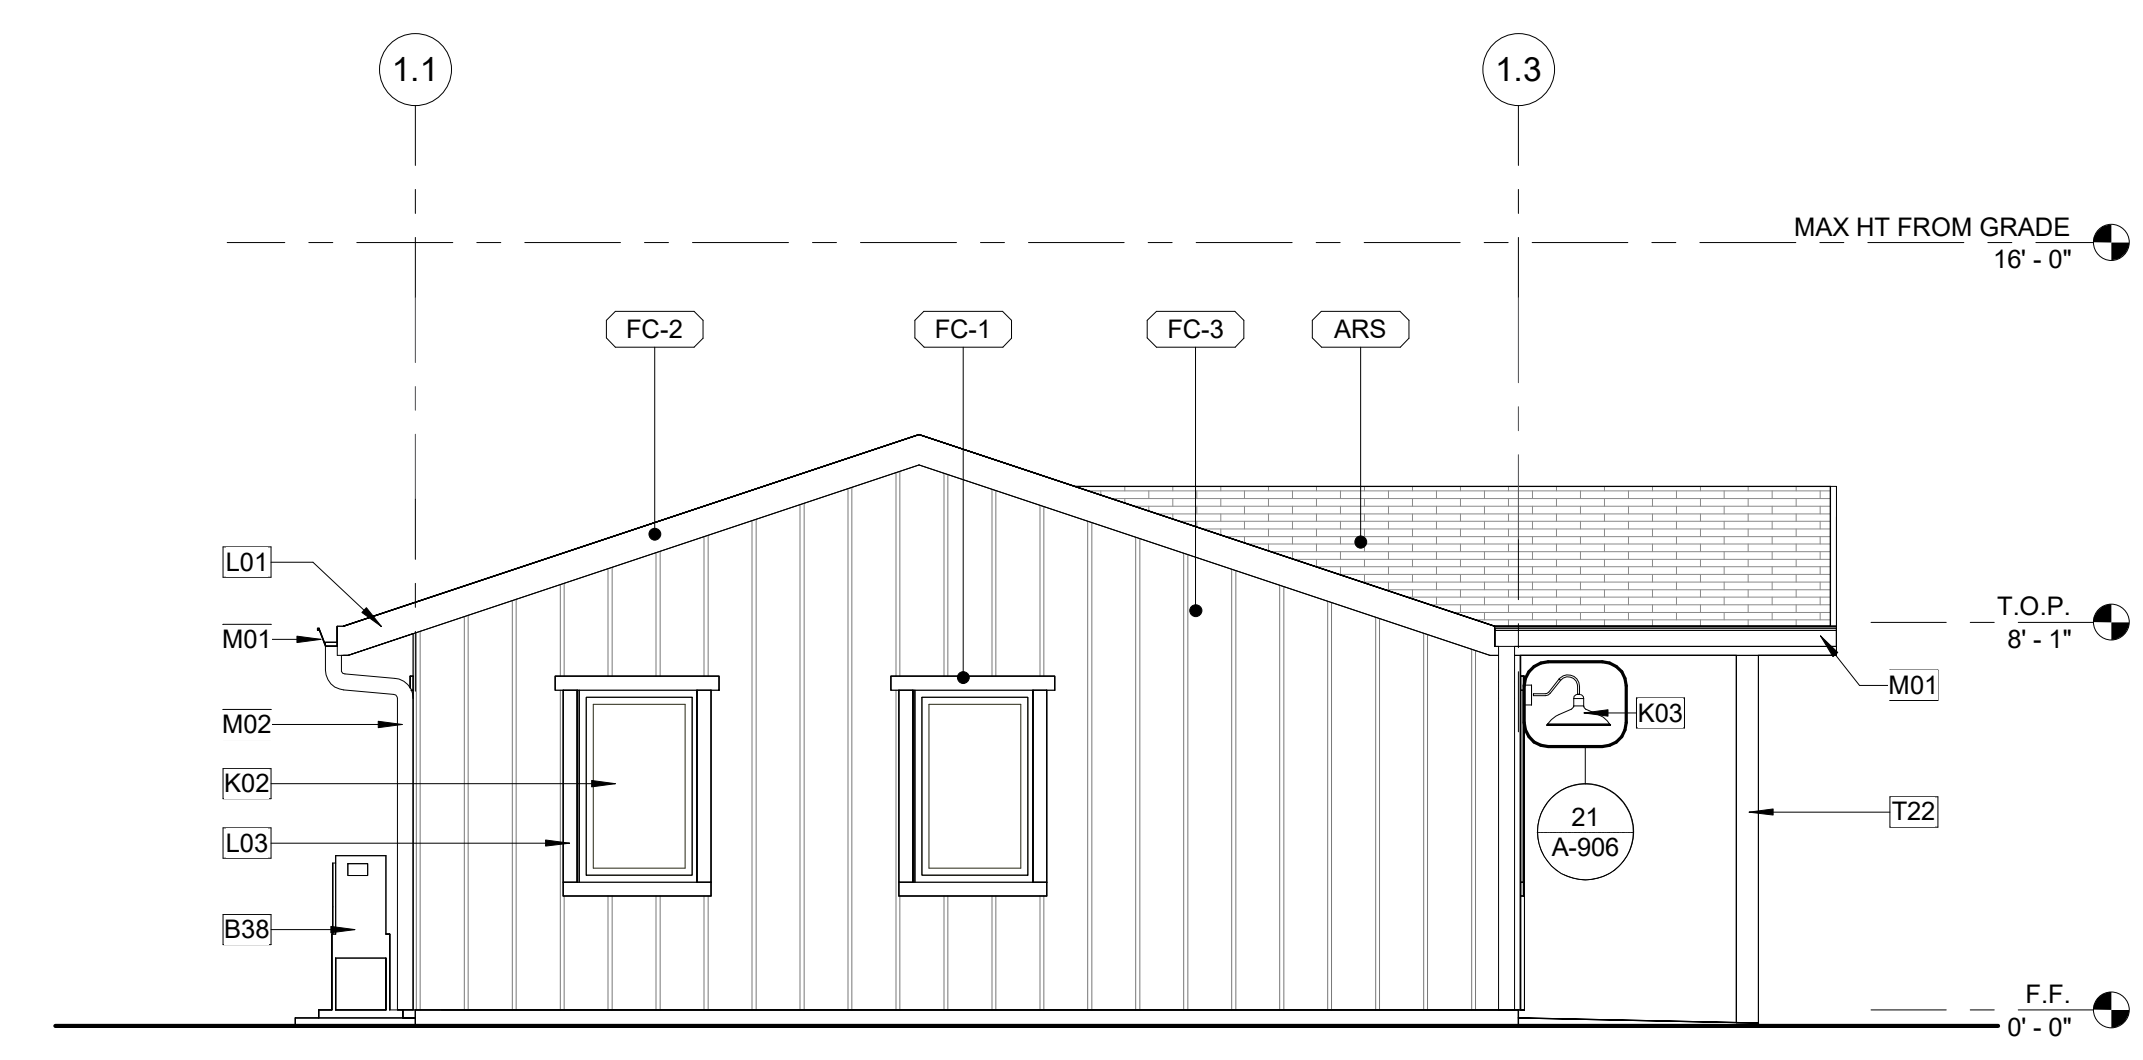 1.1
1.3
MAX HT FROM GRADE
16' - 0"
FC-2
FC-1
FC-3
ARS
L01
T.O.P.
8' - 1"
M01
M01
K03
M02
K02
T22
21
A-906
L03
B38
F.F.
0' - 0"